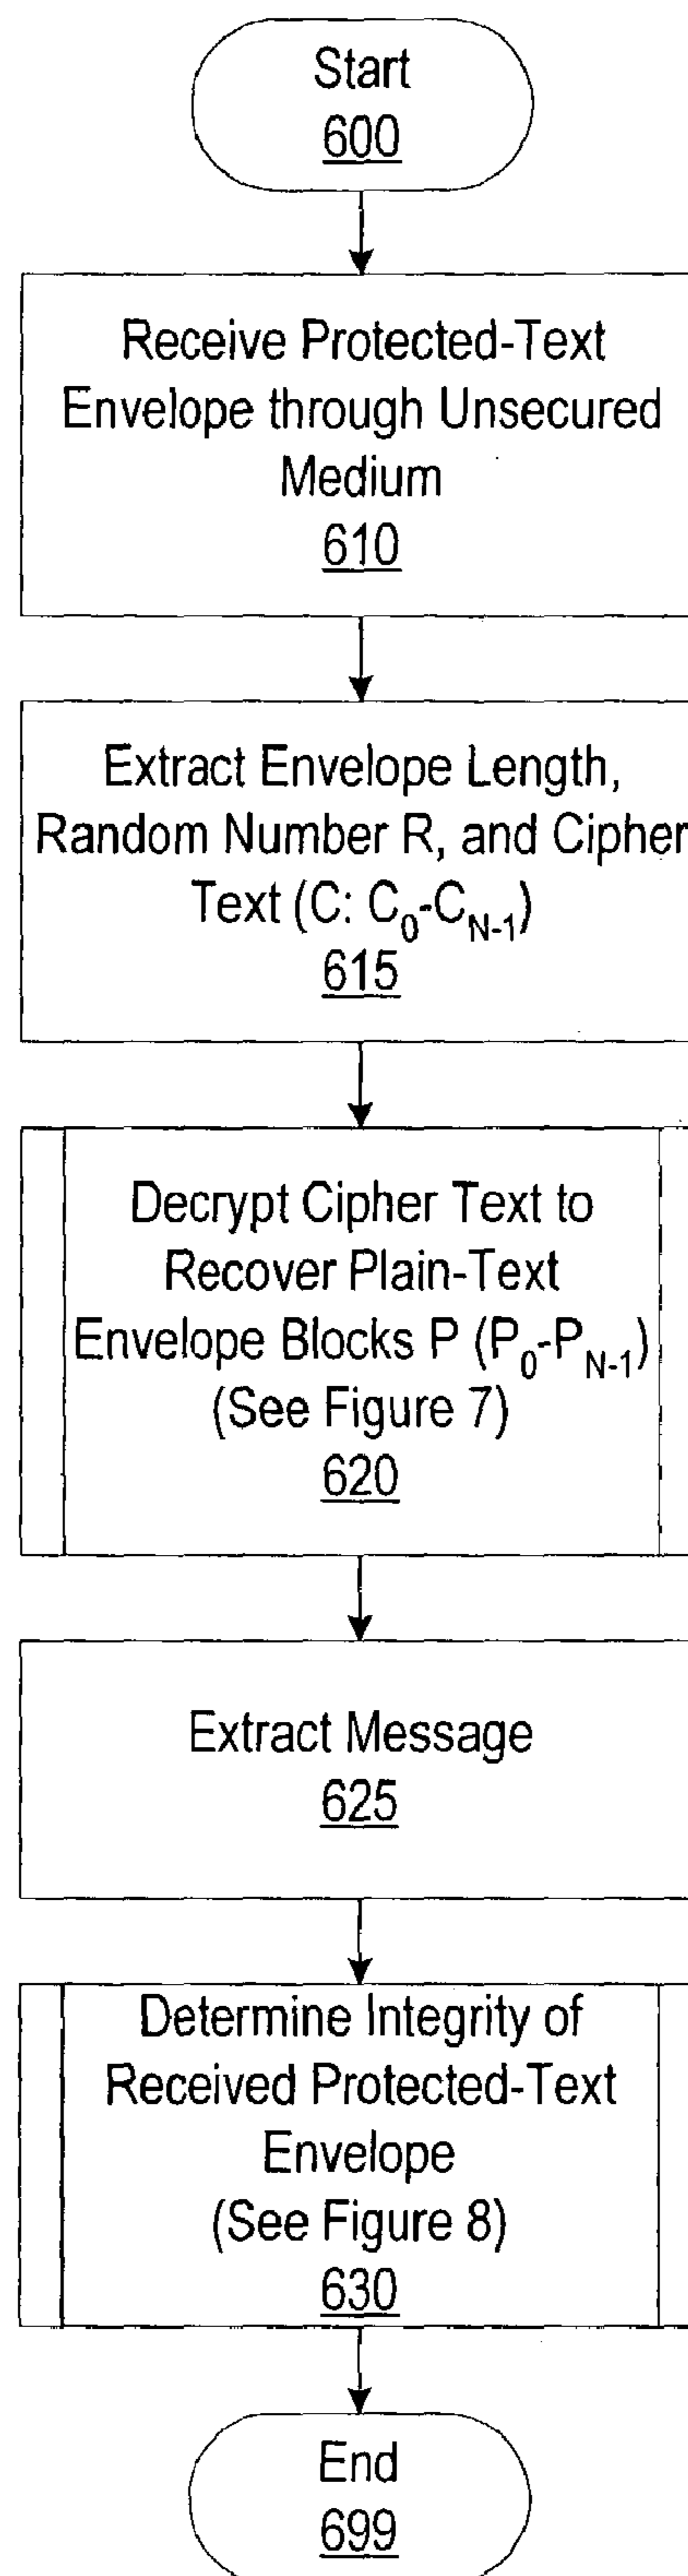 Start
600
Receive Protected-Text
Envelope through Unsecured
Medium
610
Extract Envelope Length,
Random Number R, and Cipher
Text (C: C0-CN-1)
615
Decrypt Cipher Text to
Recover Plain-Text
Envelope Blocks P (P0-PN-1)
(See Figure 7)
620
Extract Message
625
Determine Integrity of
Received Protected-Text
Envelope
(See Figure 8)
630
End
699